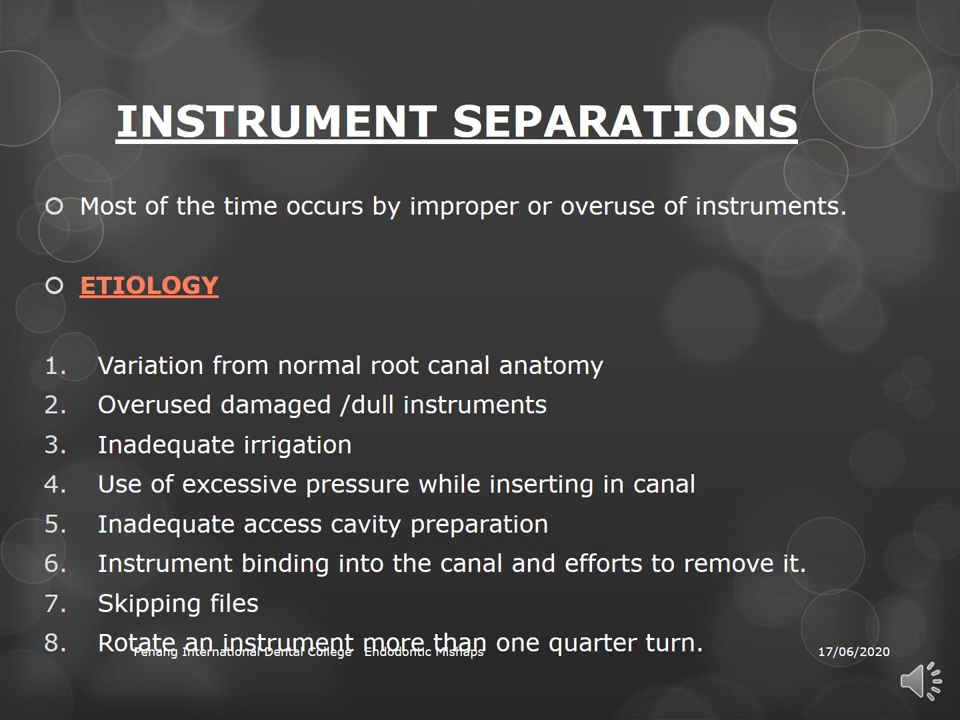 INSTRUMENT SEPARATIONS
Most of the time occurs by improper or overuse of instruments.
ETIOLOGY
1. Variation from normal root canal anatomy
2. Overused damaged /dull instruments
3. Inadequate irrigation
4. Use of excessive pressure while inserting in canal
5. Inadequate access cavity preparation
6. Instrument binding into the canal and efforts to remove it.
7. Skipping files
8. Rotate an instrument more than one quarter turn.
Penang International Dental College Endodontic Mishaps 17/06/2020